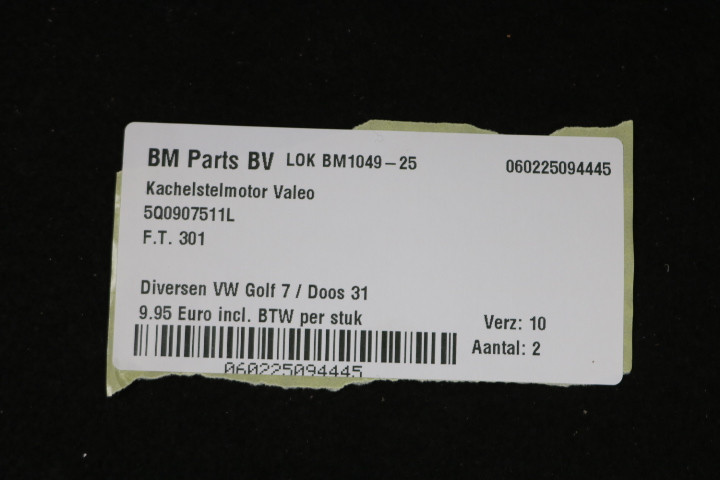 BM Parts BV LOK BM1049-25 060225094445
Kachelstelmotor Valeo
5Q0907511L
F.T. 301
Diversen VW Golf 7 / Doos 31
9.95 Euro incl. BTW per stuk Verz: 10
Aantal: 2
060225094445